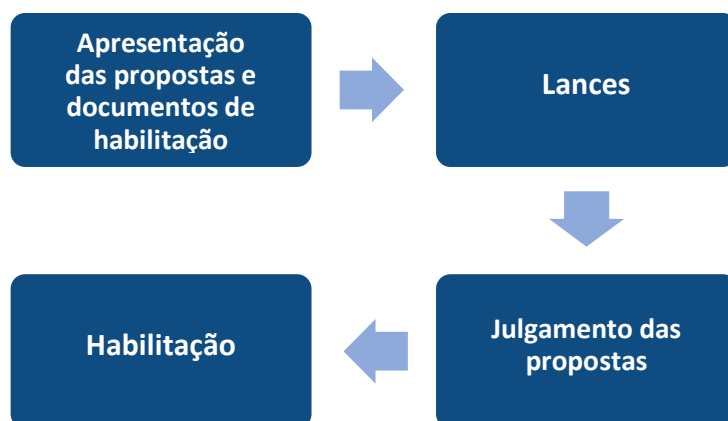 Apresentação
das propostas e
documentos de
habilitação
Lances
Julgamento das
propostas
Habilitação